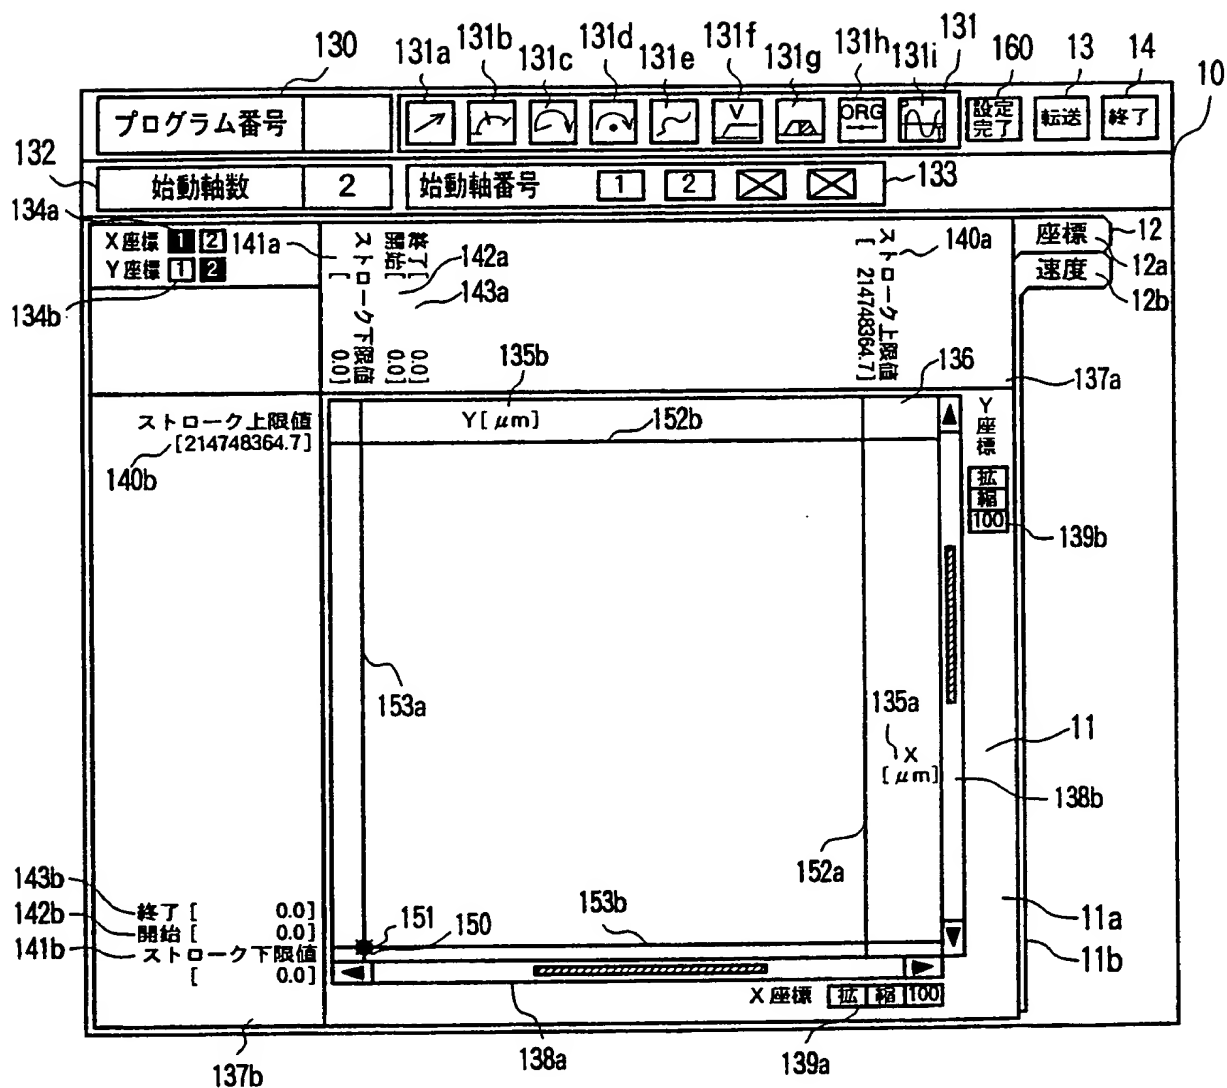 130
131a
131b
131c
131d
131e
131f
131g
131h
131i
131
160
13
14
10
プログラム番号
V
ORG
設定
完了
転送
終了
132
始動軸数
2
始動軸番号
1
2
133
134a
X座標 1 2
Y座標 1 2
134b
141a
ストローク下限値
[ 0.0]
開始[ 0.0]
終了[ 0.0]
142a
143a
ストローク上限値
[ 214748364.7]
140a
座標
12
12a
速度
12b
135b
136
137a
ストローク上限値
[214748364.7]
140b
Y[μm]
152b
Y座標
拡
縮
100
139b
153a
135a
X
[μm]
11
138b
152a
143b
142b
141b
終了[ 0.0]
開始[ 0.0]
ストローク下限値
[ 0.0]
151
150
153b
11a
11b
X座標 拡 縮 100
137b
138a
139a